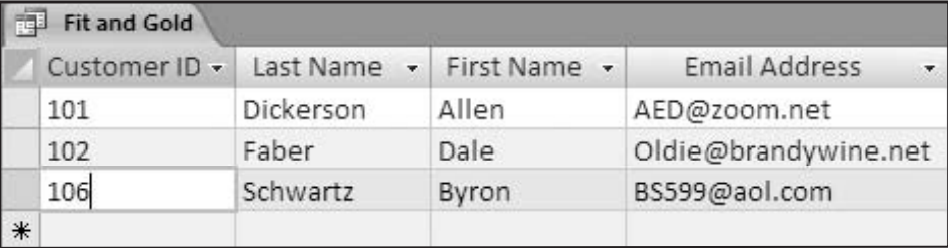 Fit and Gold
Customer ID Last Name First Name Email Address
101 Dickerson Allen AED@zoom.net
102 Faber Dale Oldie@brandywine.net
106 Schwartz Byron BS599@aol.com
*